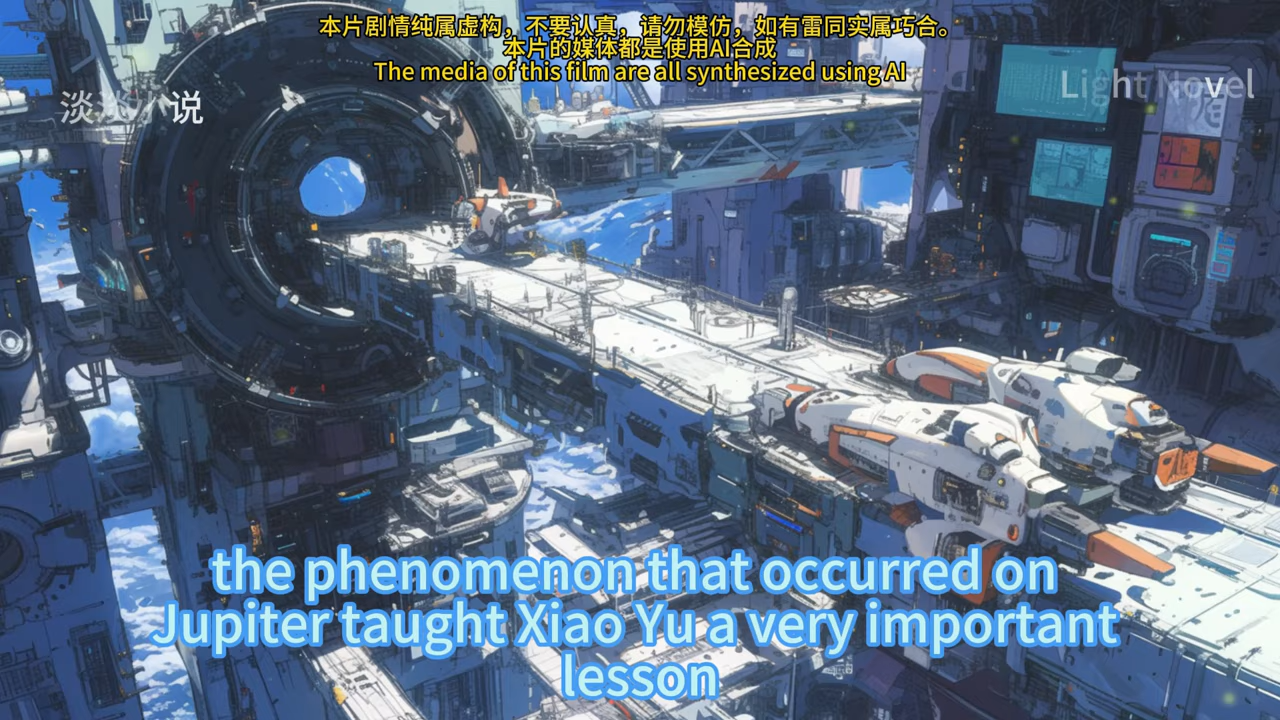 本片剧情纯属虚构，不要认真，请勿模仿，如有雷同实属巧合。
本片的媒体都是使用AI合成
The media of this film are all synthesized using AI
淡淡小说
Light Novel
the phenomenon that occurred on
Jupiter taught Xiao Yu a very important
lesson